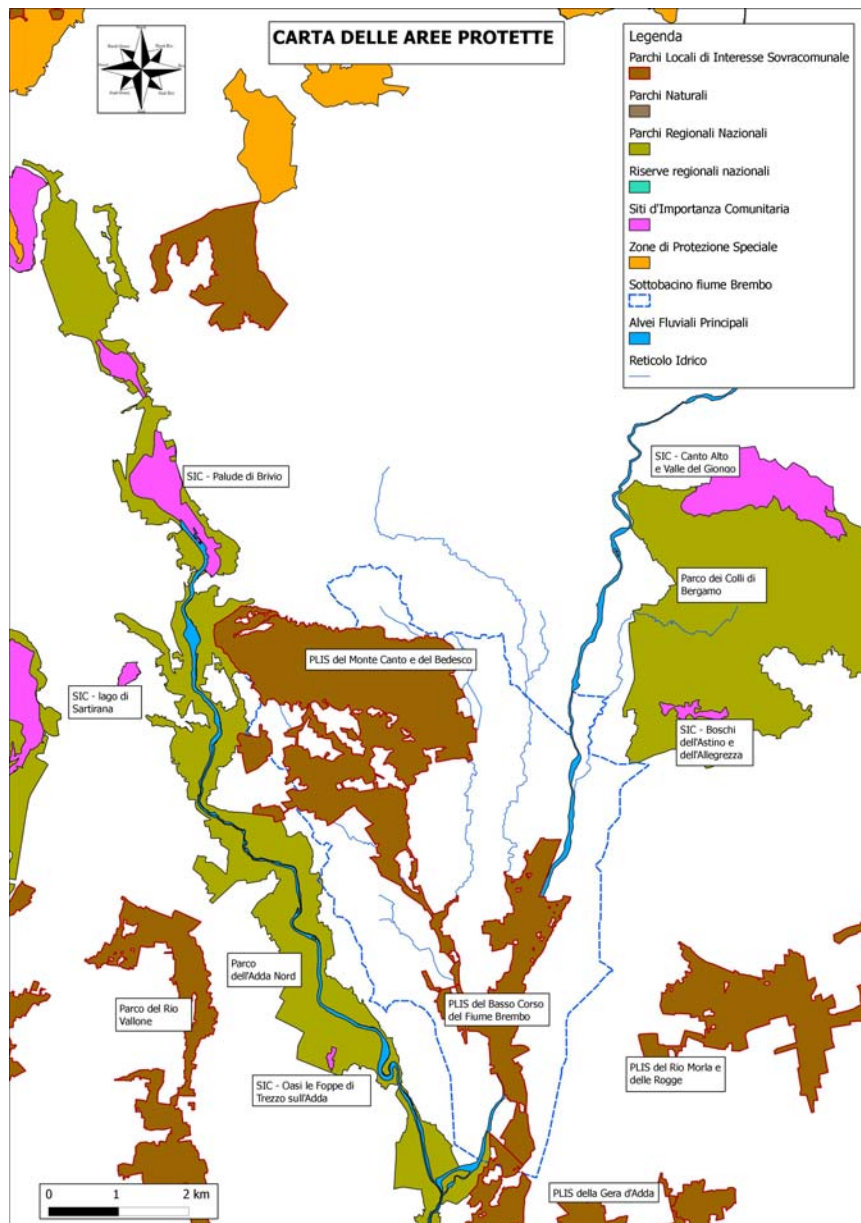 CARTA DELLE AREE PROTETTE
Legenda
Parchi Locali di Interesse Sovracomunale
Parchi Naturali
Parchi Regionali Nazionali
Riserve regionali nazionali
Siti d'Importanza Comunitaria
Zone di Protezione Speciale
Sottobacino fiume Brembo
Alvei Fluviali Principali
Reticolo Idrico
SIC - Canto Alto
e Valle del Giongo
SIC - Palude di Brivio
Parco dei Colli di
Bergamo
PLIS del Monte Canto e del Bedesco
SIC - lago di
Sartirana
SIC - Boschi
dell'Astino e
dell'Allegrezza
Parco
dell'Adda Nord
Parco del Rio
Vallone
PLIS del Basso Corso
del Fiume Brembo
SIC - Oasi le Foppe di
Trezzo sull'Adda
PLIS del Rio Morla e
delle Rogge
PLIS della Gera d'Adda
0 1 2 km